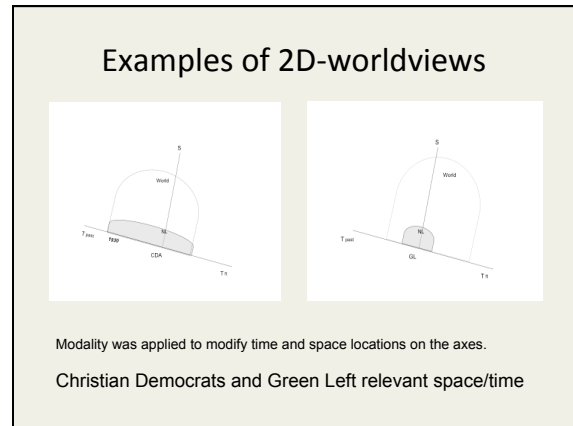 Examples of 2D-worldviews
S
World
NL
T past
1930
CDA
T n
S
World
NL
T past
GL
T n
Modality was applied to modify time and space locations on the axes.
Christian Democrats and Green Left relevant space/time